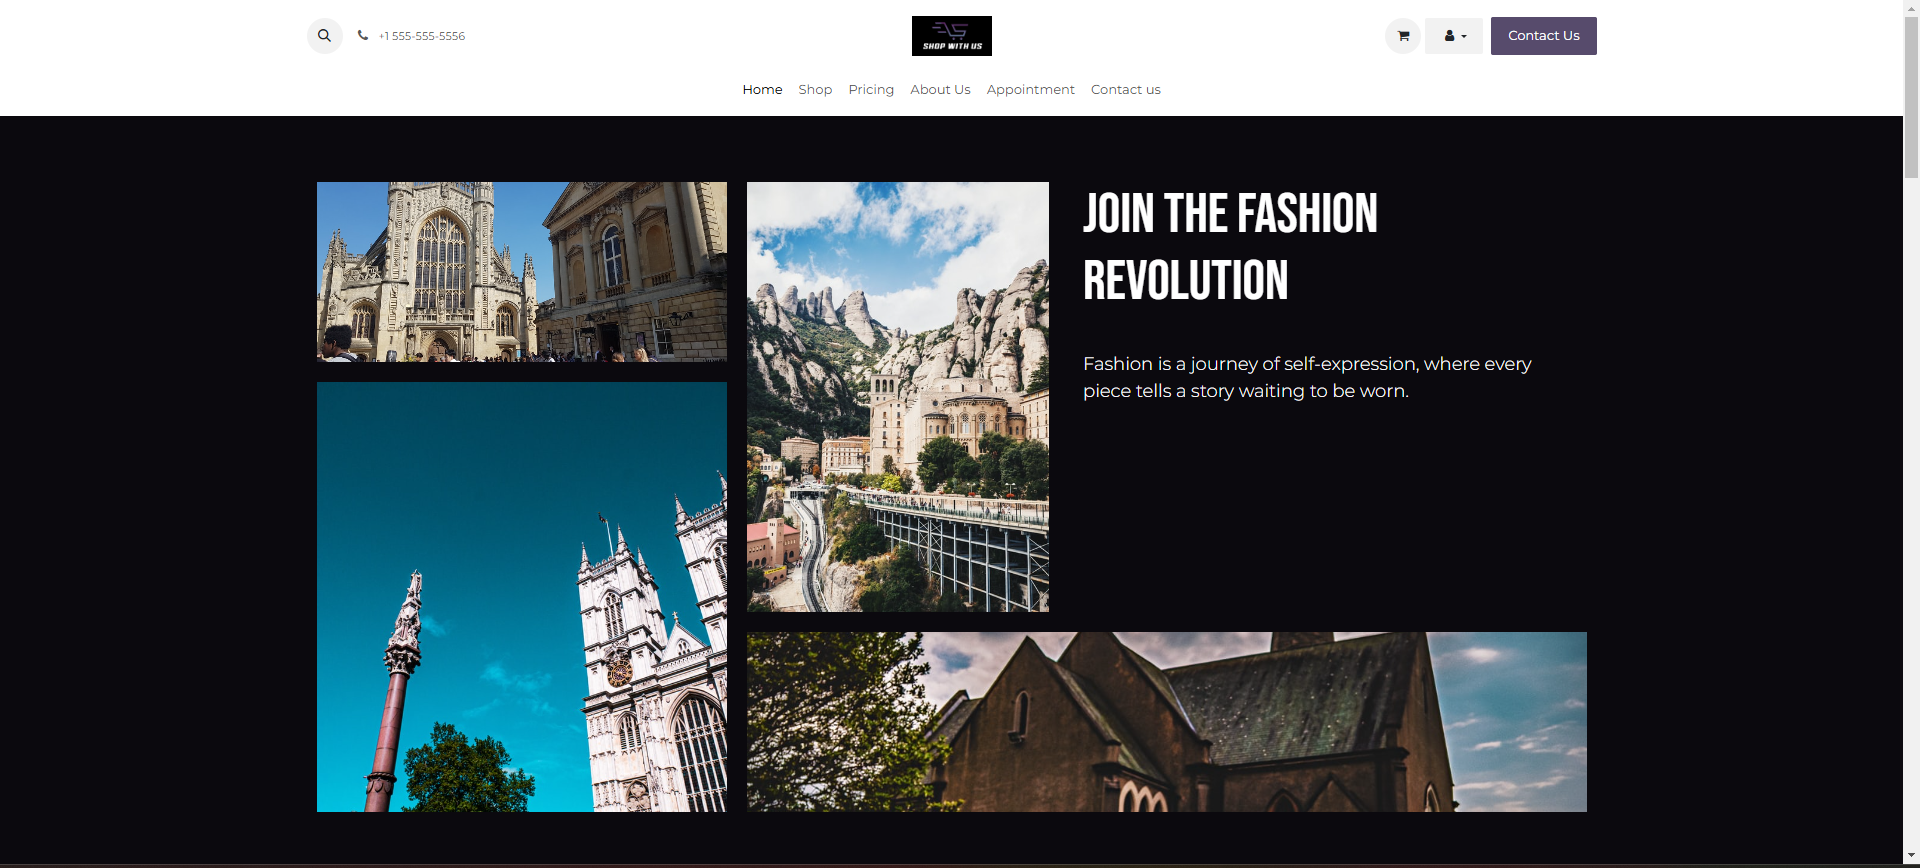 +1 555-555-5556
SHOP WITH US
Contact Us
Home Shop Pricing About Us Appointment Contact us
JOIN THE FASHION
REVOLUTION
Fashion is a journey of self-expression, where every
piece tells a story waiting to be worn.